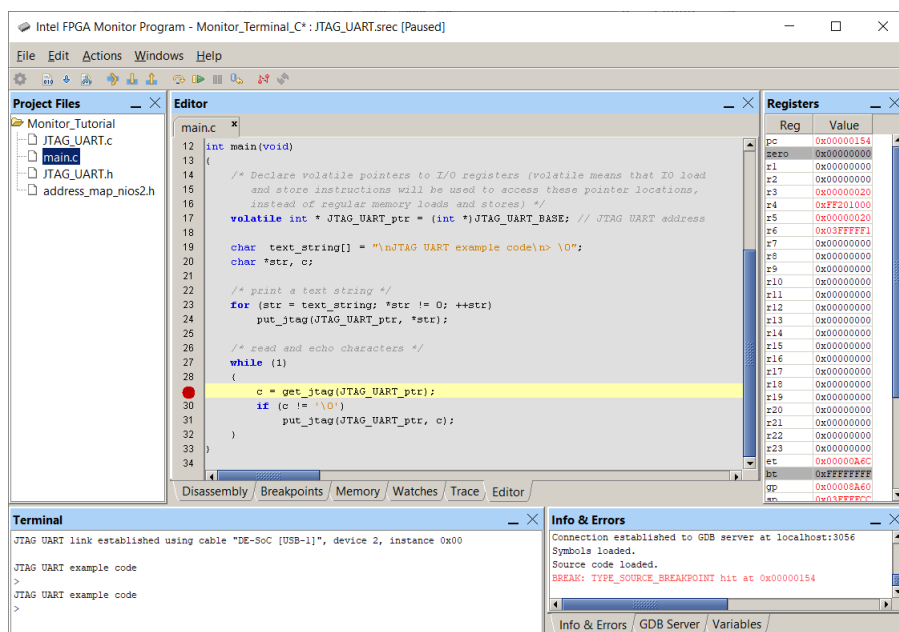 Intel FPGA Monitor Program - Monitor_Terminal_C* : JTAG_UART.srec [Paused]
File Edit Actions Windows Help
Project Files
Monitor_Tutorial
JTAG_UART.c
main.c
JTAG_UART.h
address_map_nios2.h
Editor
main.c
12 int main(void)
13 {
14 /* Declare volatile pointers to I/O registers (volatile means that IO load
15 and store instructions will be used to access these pointer locations,
16 instead of regular memory loads and stores) */
17 volatile int * JTAG_UART_ptr = (int *)JTAG_UART_BASE; // JTAG UART address
18
19 char text_string[] = "\nJTAG UART example code\n> \0";
20 char *str, c;
21
22 /* print a text string */
23 for (str = text_string; *str != 0; ++str)
24 put_jtag(JTAG_UART_ptr, *str);
25
26 /* read and echo characters */
27 while (1)
28 {
c = get_jtag(JTAG_UART_ptr);
30 if (c != '\0')
31 put_jtag(JTAG_UART_ptr, c);
32 }
33 }
34
Disassembly Breakpoints Memory Watches Trace Editor
Registers
Reg Value
pc 0x00000154
zero 0x00000000
r1 0x00000000
r2 0x00000000
r3 0x00000020
r4 0xFF201000
r5 0x00000020
r6 0x03FFFFF1
r7 0x00000000
r8 0x00000000
r9 0x00000000
r10 0x00000000
r11 0x00000000
r12 0x00000000
r13 0x00000000
r14 0x00000000
r15 0x00000000
r16 0x00000000
r17 0x00000000
r18 0x00000000
r19 0x00000000
r20 0x00000000
r21 0x00000000
r22 0x00000000
r23 0x00000000
et 0x00000A6C
bt 0xFFFFFFFF
gp 0x00008A60
sp 0x03FFFFCC
Terminal
JTAG UART link established using cable "DE-SoC [USB-1]", device 2, instance 0x00
JTAG UART example code
>
JTAG UART example code
>
Info & Errors
Connection established to GDB server at localhost:3056
Symbols loaded.
Source code loaded.
BREAK: TYPE_SOURCE_BREAKPOINT hit at 0x00000154
Info & Errors GDB Server Variables